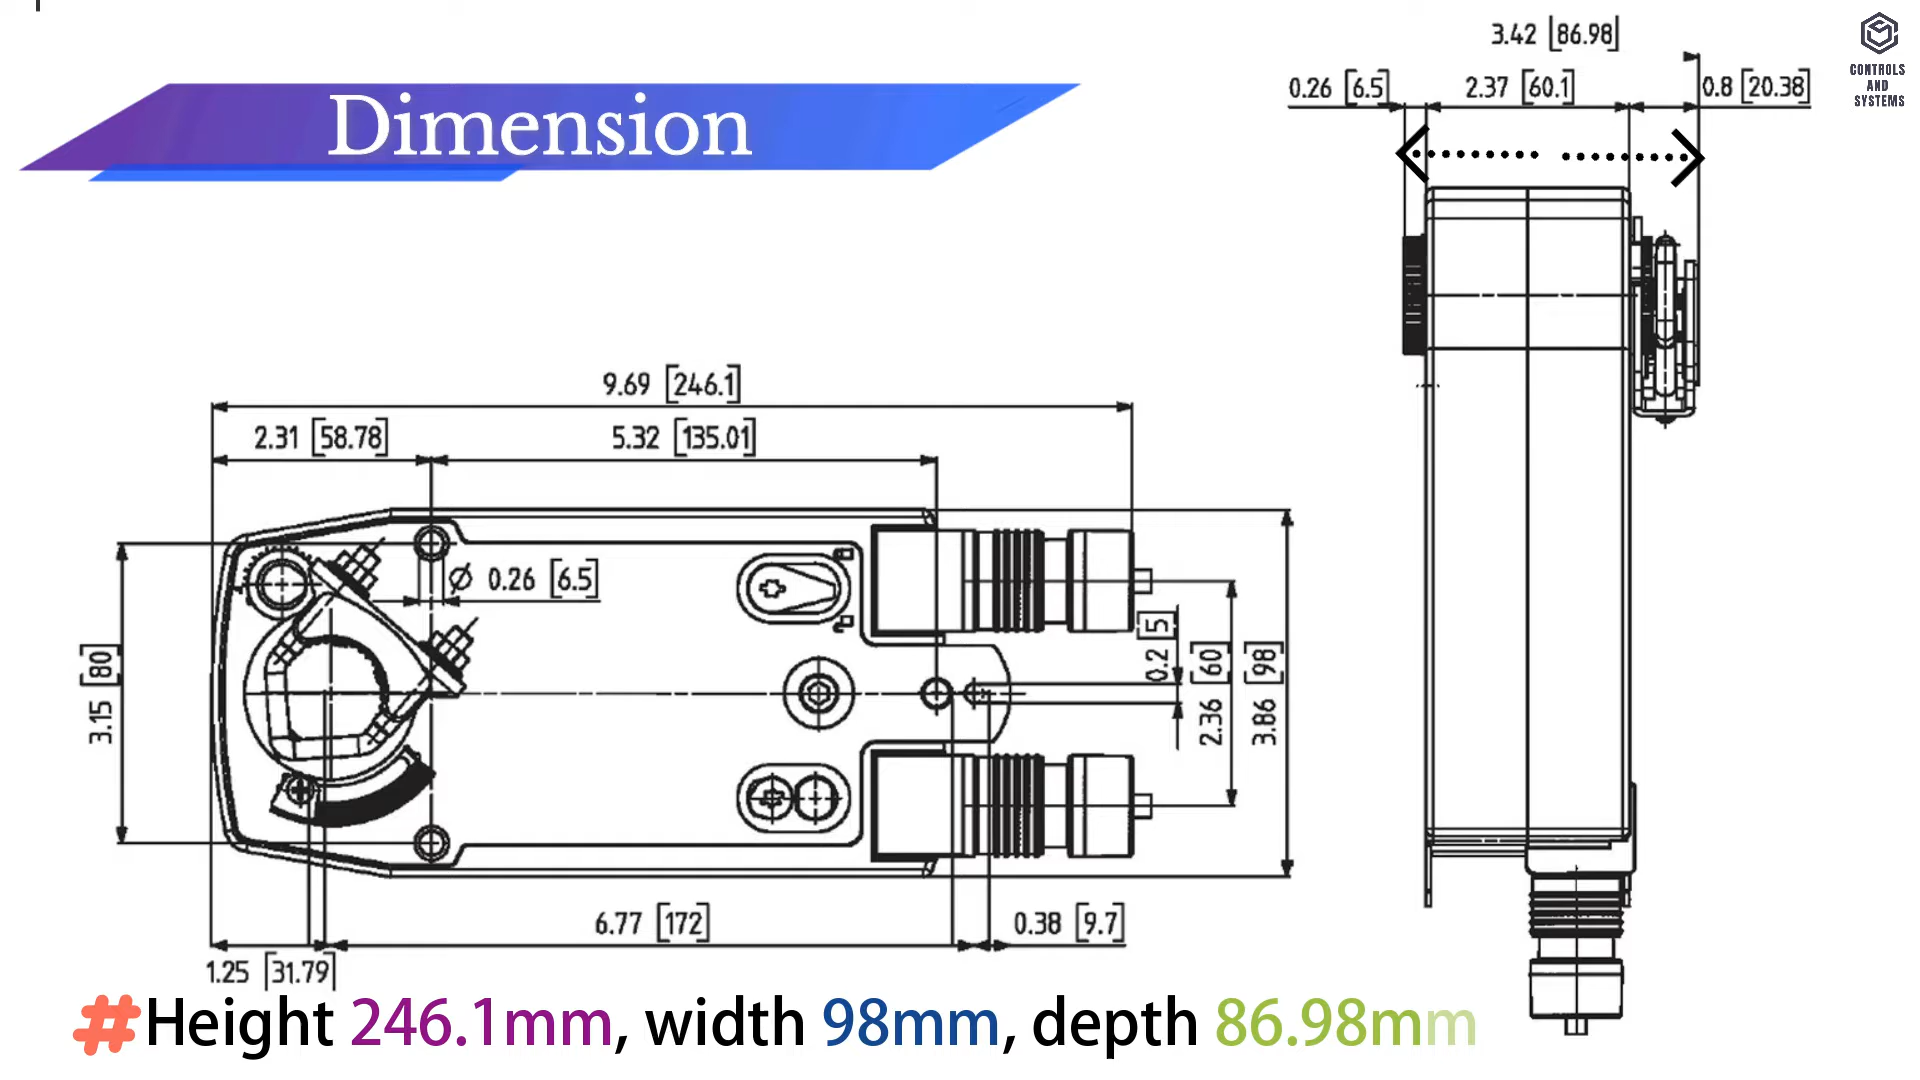 3.42 [86.98]
0.26 [6.5]
2.37 [60.1]
0.8 [20.38]
CONTROLS
AND
SYSTEMS
Dimension
9.69 [246.1]
2.31 [58.78]
5.32 [135.01]
Ø 0.26 [6.5]
3.15 [80]
0.2 [5]
2.36 [60]
3.86 [98]
6.77 [172]
0.38 [9.7]
1.25 [31.79]
#Height 246.1mm, width 98mm, depth 86.98mm